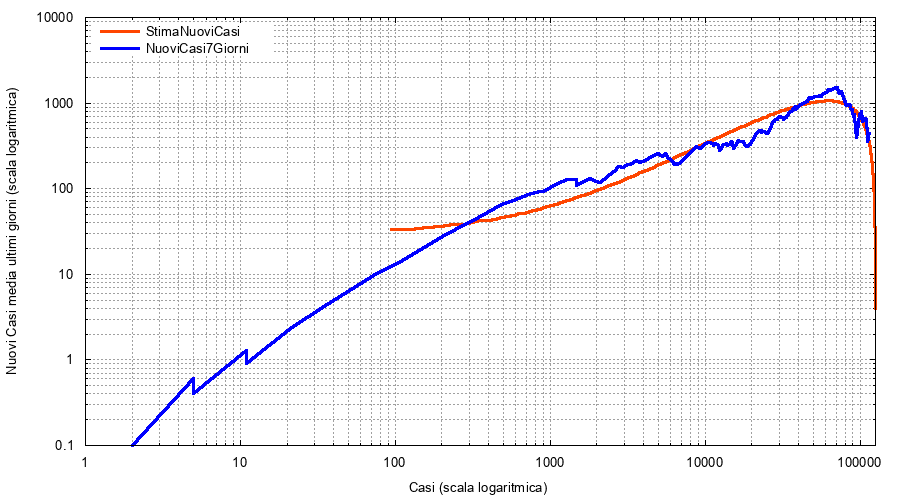 10000
1000
100
10
1
0.1
Nuovi Casi media ultimi giorni (scala logaritmica)
StimaNuoviCasi
NuoviCasi7Giorni
1 10 100 1000 10000 100000
Casi (scala logaritmica)